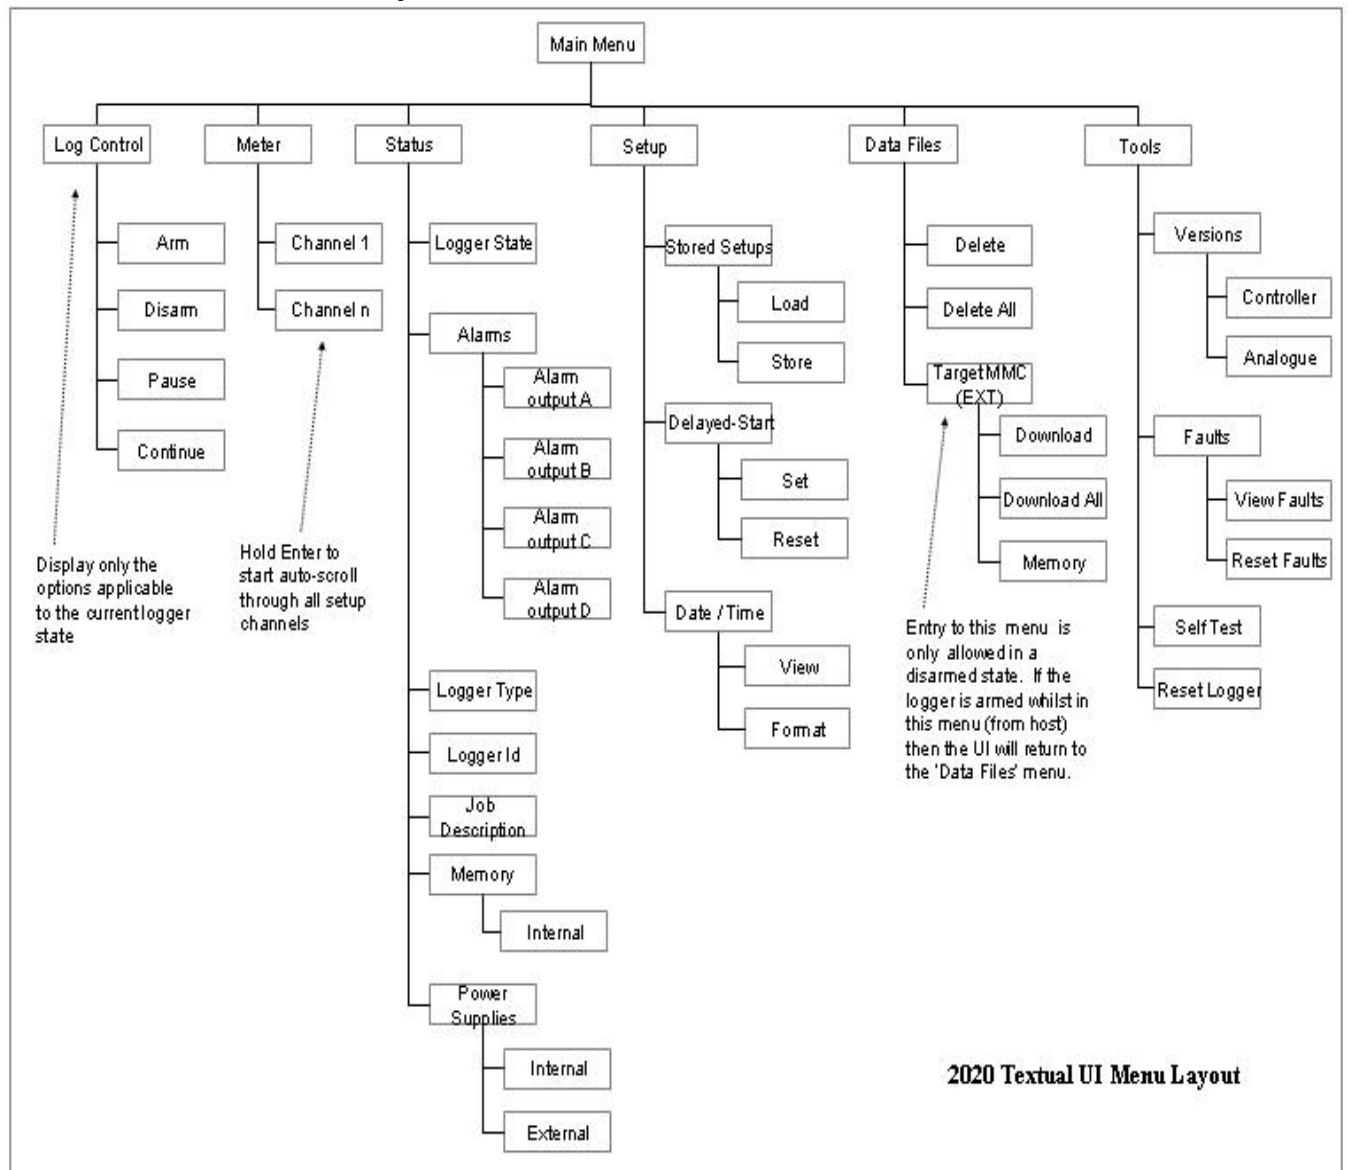 Main Menu
Log Control
Meter
Status
Setup
Data Files
Tools
Arm
Disarm
Pause
Continue
Display only the
options applicable
to the current logger
state
Channel 1
Channel n
Hold Enter to
start auto-scroll
through all setup
channels
Logger State
Alarms
Alarm
output A
Alarm
output B
Alarm
output C
Alarm
output D
Logger Type
Logger Id
Job
Description
Memory
Internal
Power
Supplies
Internal
External
Stored Setups
Load
Store
Delayed-Start
Set
Reset
Date / Time
View
Format
Delete
Delete All
Target MMC
(EXT)
Download
Download All
Memory
Entry to this menu is
only allowed in a
disarmed state. If the
logger is armed whilst in
this menu (from host)
then the UI will return to
the 'Data Files' menu.
Versions
Controller
Analogue
Faults
View Faults
Reset Faults
Self Test
Reset Logger
2020 Textual UI Menu Layout